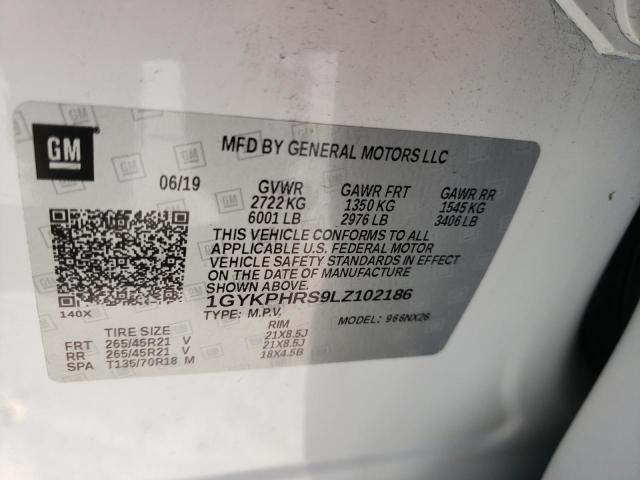 GM
MFD BY GENERAL MOTORS LLC
06/19 GVWR GAWR FRT GAWR RR
2722 KG 1350 KG 1545 KG
6001 LB 2976 LB 3406 LB
THIS VEHICLE CONFORMS TO ALL
APPLICABLE U.S. FEDERAL MOTOR
VEHICLE SAFETY STANDARDS IN EFFECT
ON THE DATE OF MANUFACTURE
SHOWN ABOVE.
1GYKPHRS9LZ102186
140X TYPE: M.P.V. MODEL: 966NX26
TIRE SIZE RIM
FRT 265/45R21 V 21X8.5J
RR 265/45R21 V 21X8.5J
SPA T135/70R18 M 18X4.5B